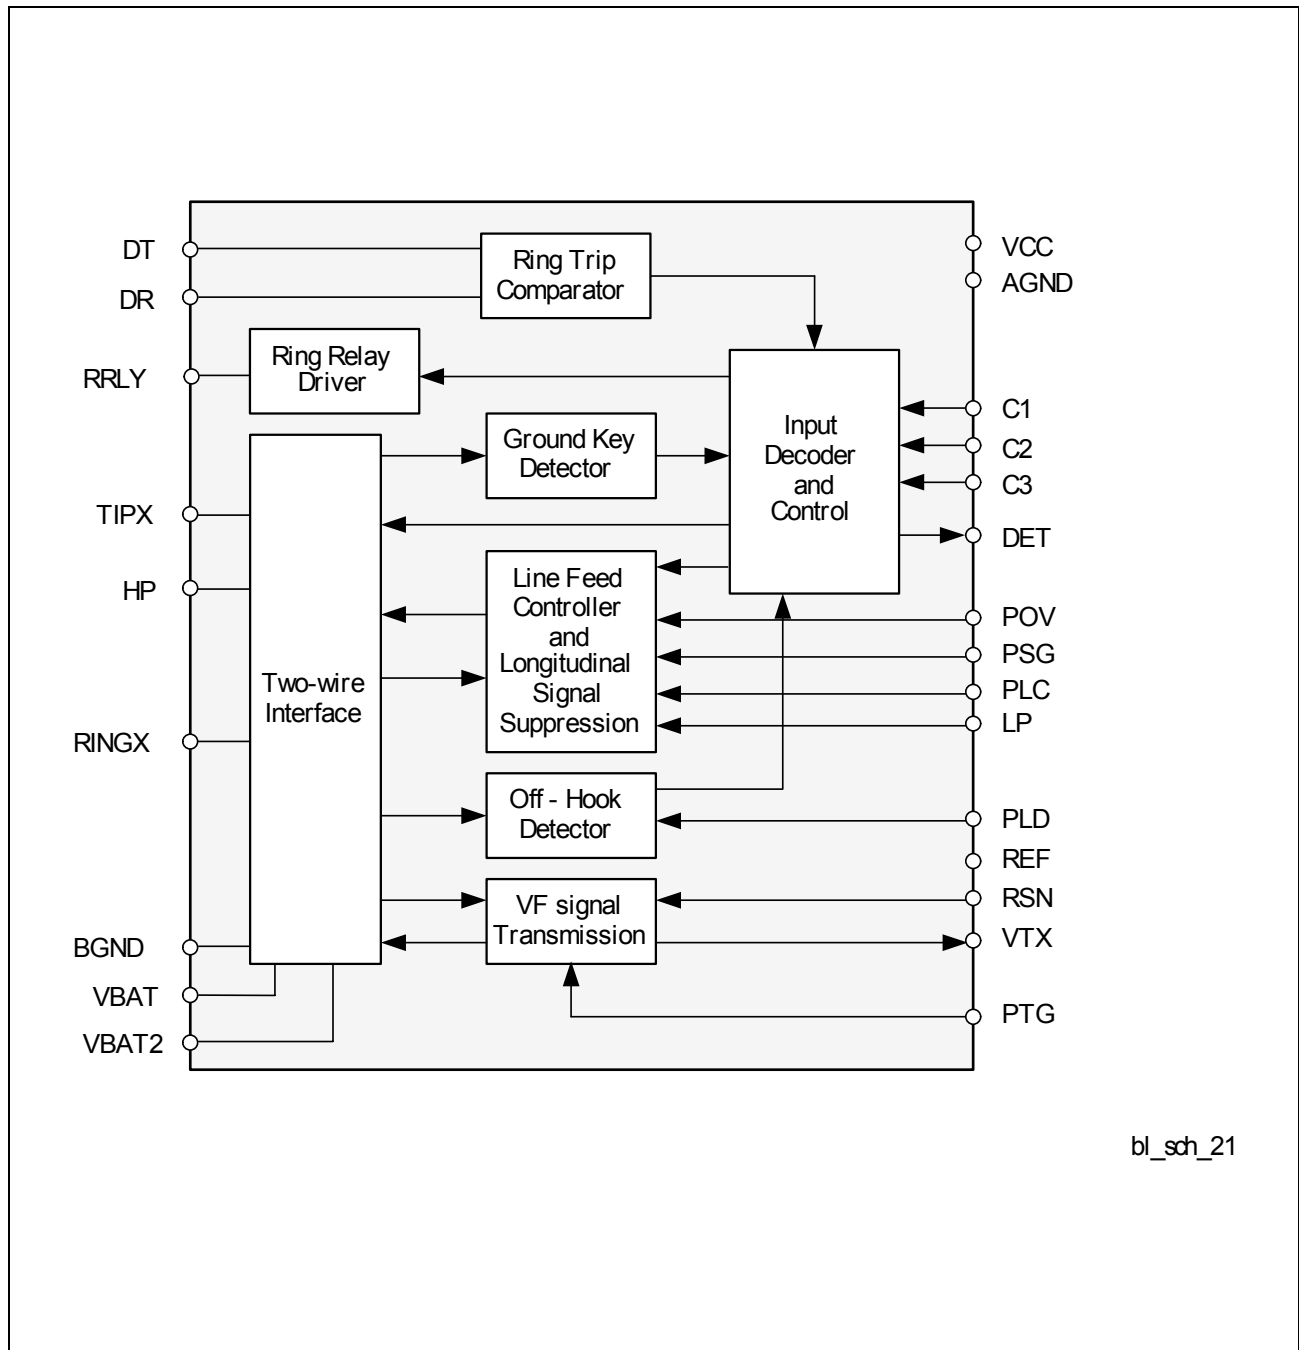 DT
DR
RRLY
TIPX
HP
RINGX
BGND
VBAT
VBAT2
Ring Trip
Comparator
Ring Relay
Driver
Ground Key
Detector
Two-wire
Interface
Line Feed
Controller
and
Longitudinal
Signal
Suppression
Off - Hook
Detector
VF signal
Transmission
Input
Decoder
and
Control
VCC
AGND
C1
C2
C3
DET
POV
PSG
PLC
LP
PLD
REF
RSN
VTX
PTG
bl_sch_21